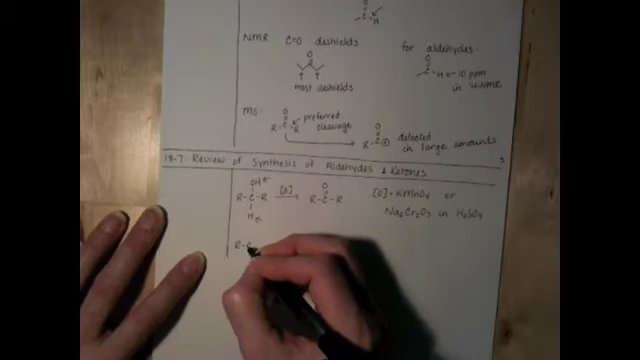 O
C
H
NMR C=O deshields for aldehydes:
O
most deshields
O
H ← ~10 ppm
in ¹H-NMR
MS: O
R-C-R preferred
cleavage
O
R-C⊕ detected
in large amounts
18-7: Review of Synthesis of Aldehydes & Ketones
OH
R-C-R [O] → O
R-C-R
H
[O] = KMnO4 or
Na2Cr2O7 in H2SO4
R-C